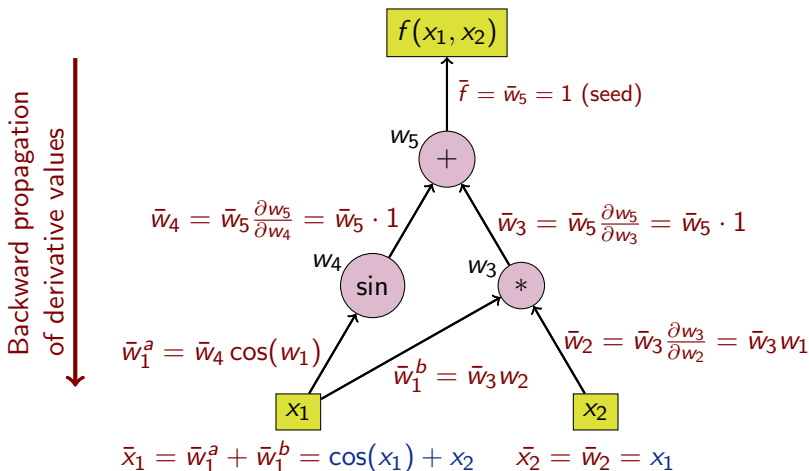 f(x₁, x₂)
f̄ = w̄₅ = 1 (seed)
w₅
+
w̄₄ = w̄₅ ∂w₅/∂w₄ = w̄₅ · 1
w̄₃ = w̄₅ ∂w₅/∂w₃ = w̄₅ · 1
w₄
sin
w₃
*
w̄₁ᵃ = w̄₄ cos(w₁)
w̄₁ᵇ = w̄₃w₂
w̄₂ = w̄₃ ∂w₃/∂w₂ = w̄₃w₁
x₁
x₂
x̄₁ = w̄₁ᵃ + w̄₁ᵇ = cos(x₁) + x₂
x̄₂ = w̄₂ = x₁
Backward propagation
of derivative values